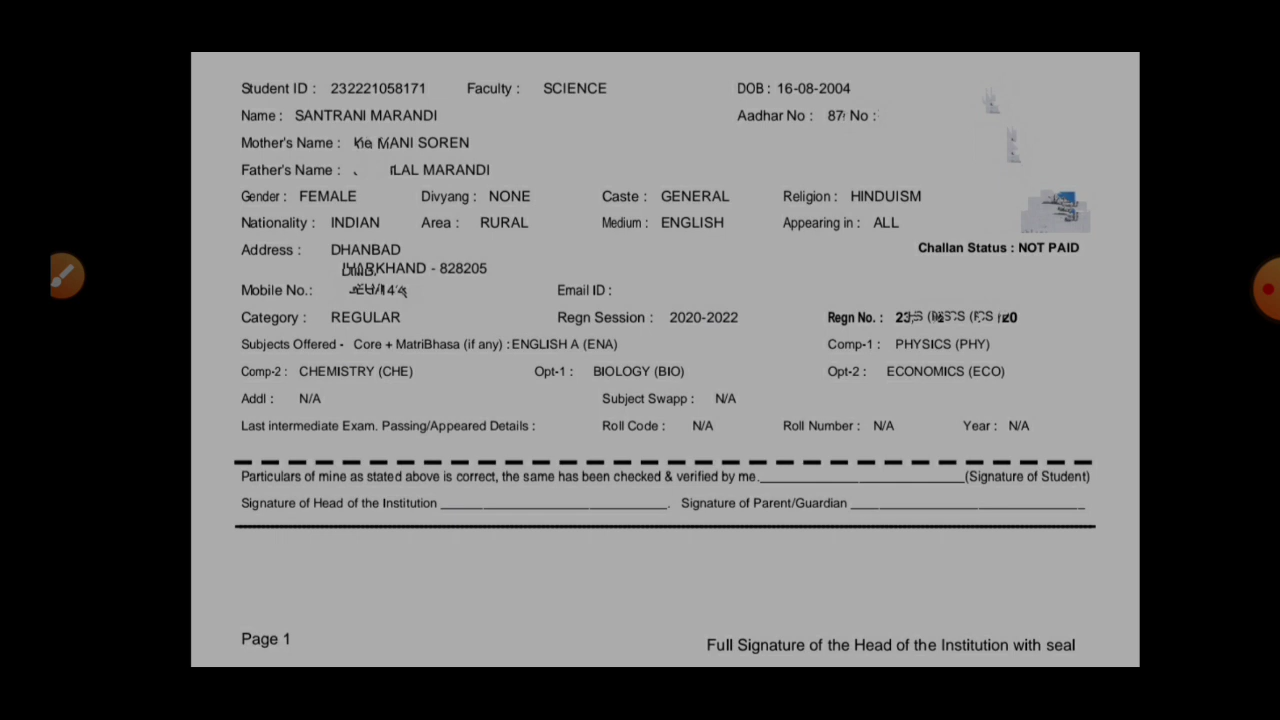 Student ID : 232221058171 Faculty : SCIENCE DOB : 16-08-2004
Name : SANTRANI MARANDI Aadhar No : 87 No :
Mother's Name : MANI SOREN
Father's Name : LAL MARANDI
Gender : FEMALE Divyang : NONE Caste : GENERAL Religion : HINDUISM
Nationality : INDIAN Area : RURAL Medium : ENGLISH Appearing in : ALL
Address : DHANBAD Challan Status : NOT PAID
JHARKHAND - 828205
Mobile No.: Email ID :
Category : REGULAR Regn Session : 2020-2022 Regn No. :
Subjects Offered - Core + MatriBhasa (if any) : ENGLISH A (ENA) Comp-1 : PHYSICS (PHY)
Comp-2 : CHEMISTRY (CHE) Opt-1 : BIOLOGY (BIO) Opt-2 : ECONOMICS (ECO)
Addl : N/A Subject Swapp : N/A
Last intermediate Exam. Passing/Appeared Details : Roll Code : N/A Roll Number : N/A Year : N/A
Particulars of mine as stated above is correct, the same has been checked & verified by me. (Signature of Student)
Signature of Head of the Institution . Signature of Parent/Guardian
Page 1 Full Signature of the Head of the Institution with seal